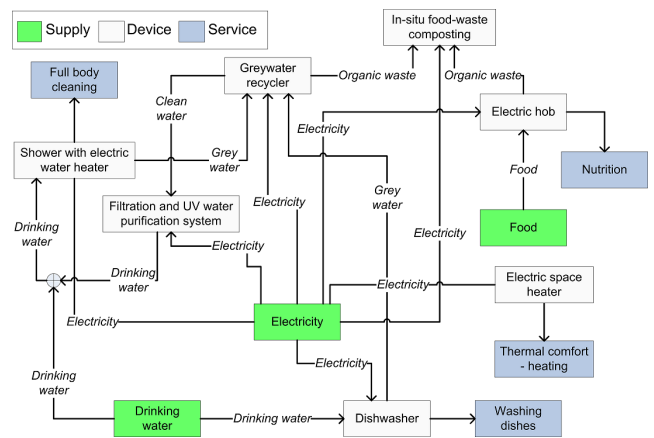 Supply
Device
Service
In-situ food-waste
composting
Full body
cleaning
Greywater
recycler
Organic waste
Organic waste
Clean
water
Electricity
Electric hob
Shower with electric
water heater
Grey
water
Food
Nutrition
Grey
water
Electricity
Filtration and UV water
purification system
Drinking
water
Electricity
Electricity
Food
Drinking
water
Electricity
Electric space
heater
Electricity
Electricity
Thermal comfort
- heating
Electricity
Drinking
water
Drinking
water
Drinking water
Dishwasher
Washing
dishes